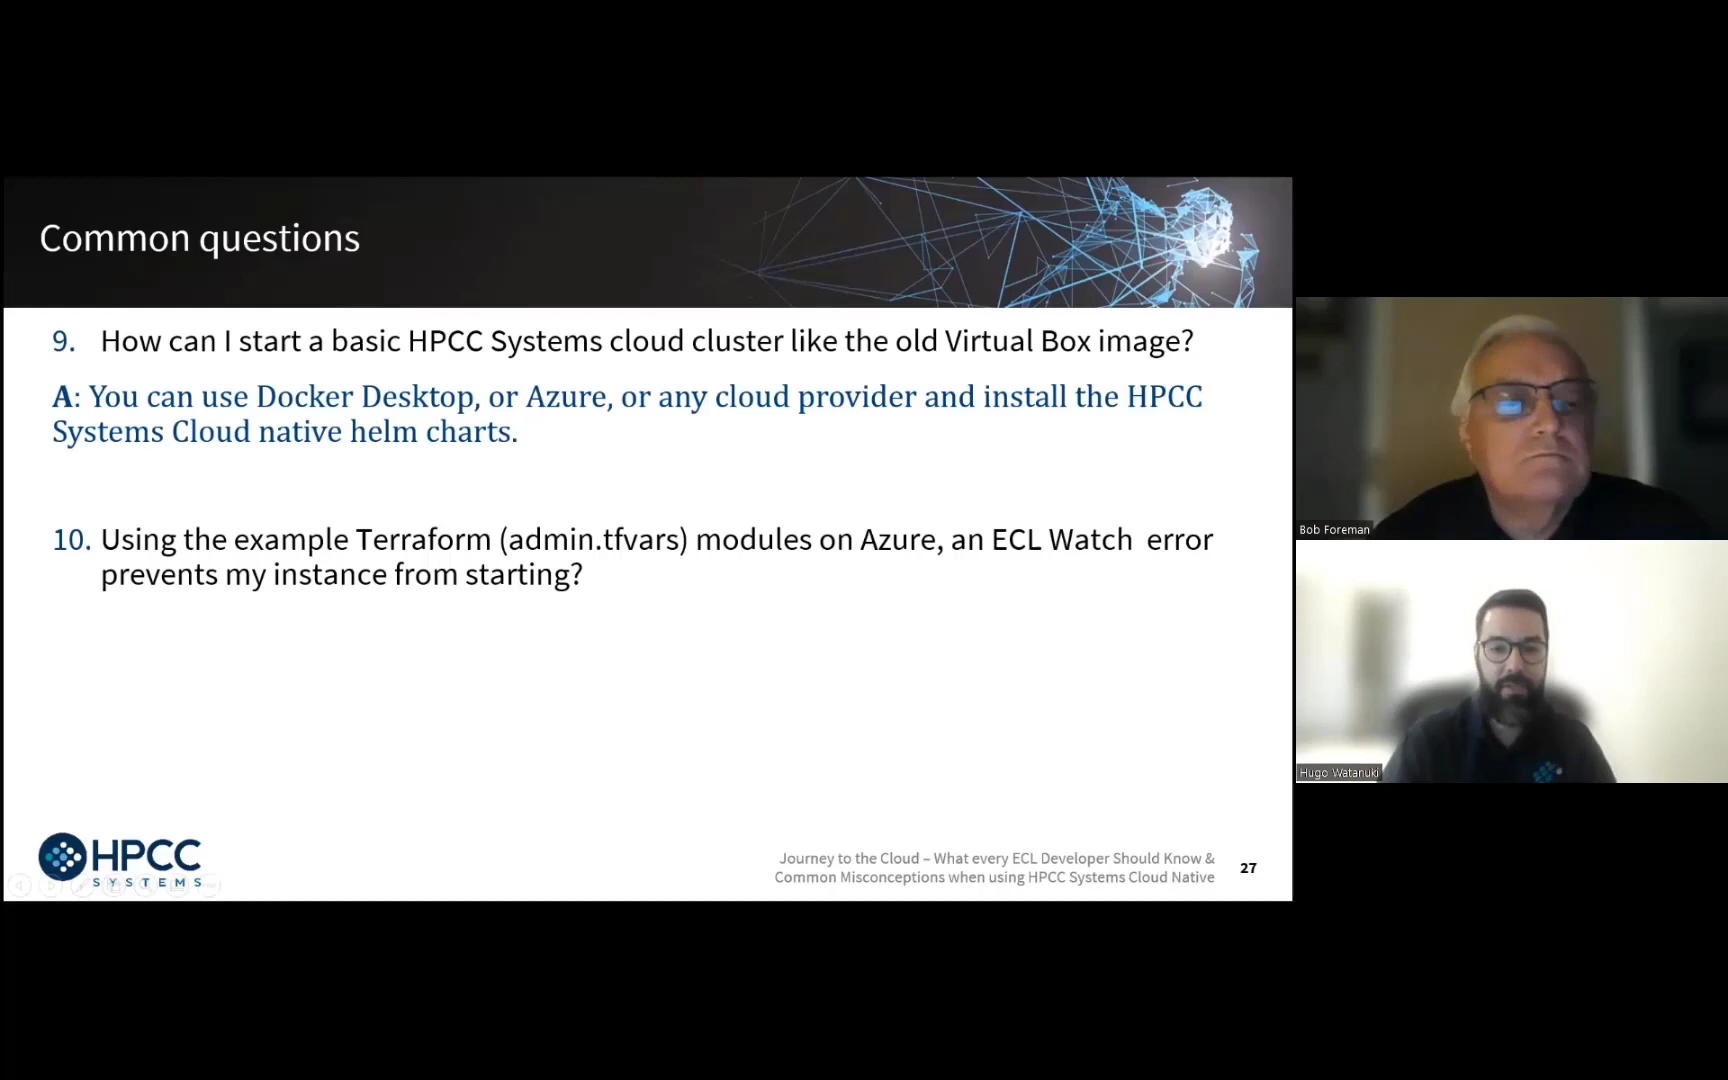 Common questions
9. How can I start a basic HPCC Systems cloud cluster like the old Virtual Box image?
A: You can use Docker Desktop, or Azure, or any cloud provider and install the HPCC
Systems Cloud native helm charts.
10. Using the example Terraform (admin.tfvars) modules on Azure, an ECL Watch error
prevents my instance from starting?
HPCC
SYSTEMS
Journey to the Cloud – What every ECL Developer Should Know &
Common Misconceptions when using HPCC Systems Cloud Native
27
Bob Foreman
Hugo Watanuki